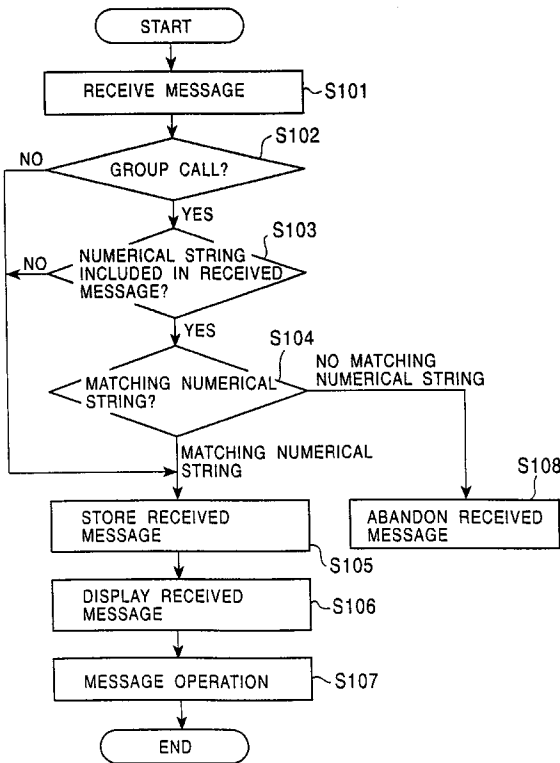 START
RECEIVE MESSAGE
S101
S102
NO
GROUP CALL?
YES
S103
NUMERICAL STRING
INCLUDED IN RECEIVED
MESSAGE?
NO
YES
S104
MATCHING NUMERICAL
STRING?
NO MATCHING
NUMERICAL STRING
MATCHING NUMERICAL
STRING
S108
STORE RECEIVED
MESSAGE
S105
ABANDON RECEIVED
MESSAGE
DISPLAY RECEIVED
MESSAGE
S106
MESSAGE OPERATION
S107
END